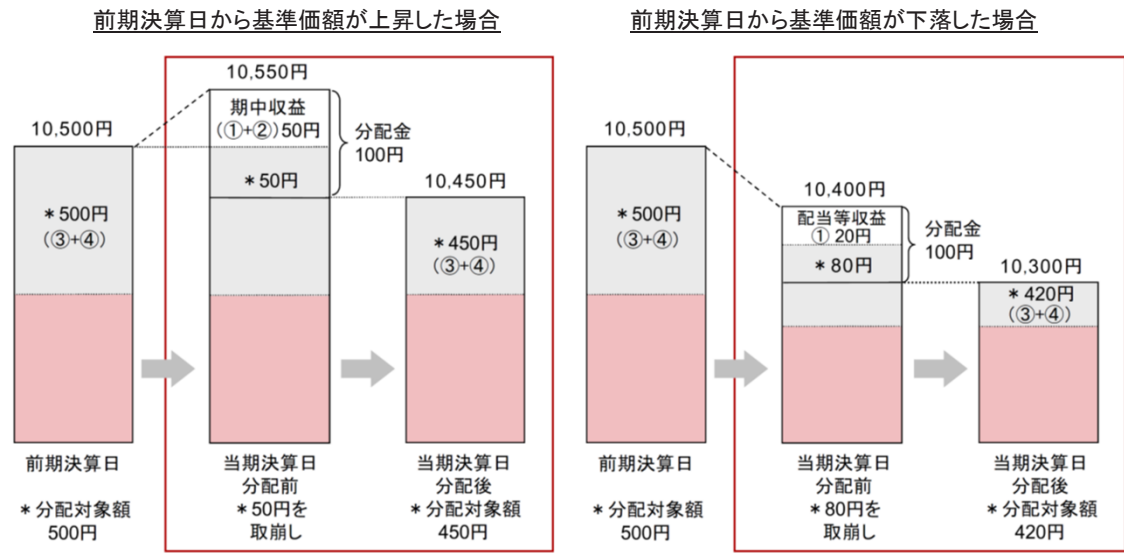 前期決算日から基準価額が上昇した場合
10,500円
*500円
(③+④)
前期決算日
*分配対象額
500円
10,550円
期中収益
(①+②)50円
*50円
分配金
100円
当期決算日
分配前
*50円を
取崩し
10,450円
*450円
(③+④)
当期決算日
分配後
*分配対象額
450円
前期決算日から基準価額が下落した場合
10,500円
*500円
(③+④)
前期決算日
*分配対象額
500円
10,400円
配当等収益
① 20円
*80円
分配金
100円
当期決算日
分配前
*80円を
取崩し
10,300円
*420円
(③+④)
当期決算日
分配後
*分配対象額
420円